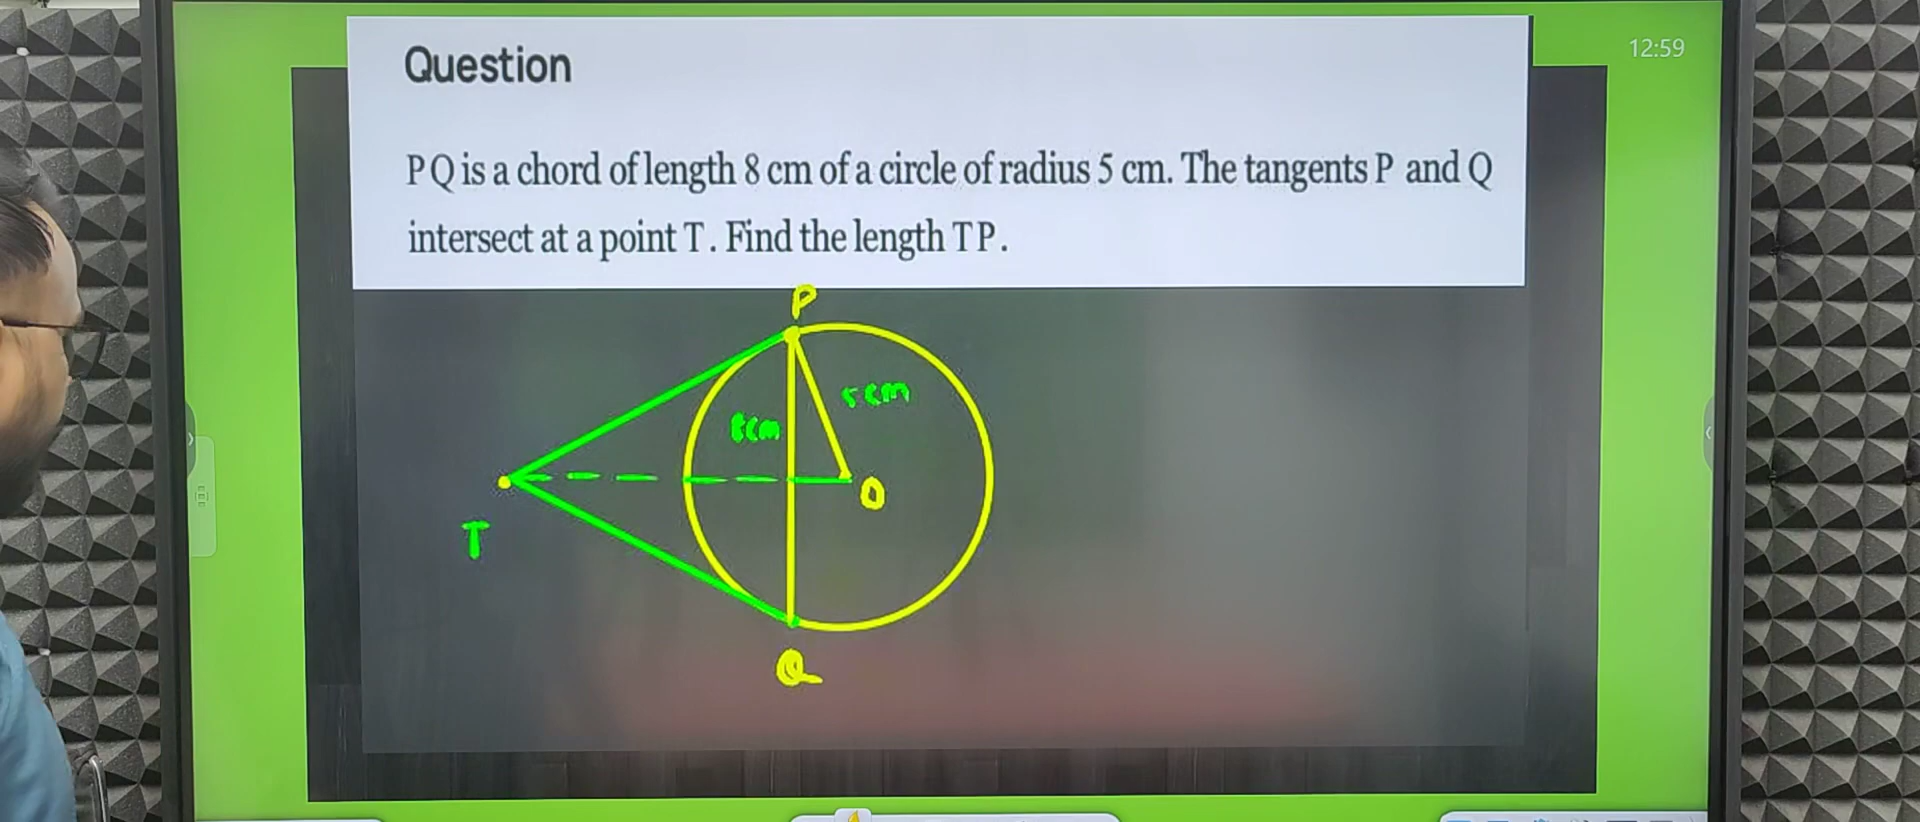 12:59
Question
PQ is a chord of length 8 cm of a circle of radius 5 cm. The tangents P and Q
intersect at a point T. Find the length TP.
P
5cm
8cm
O
T
Q